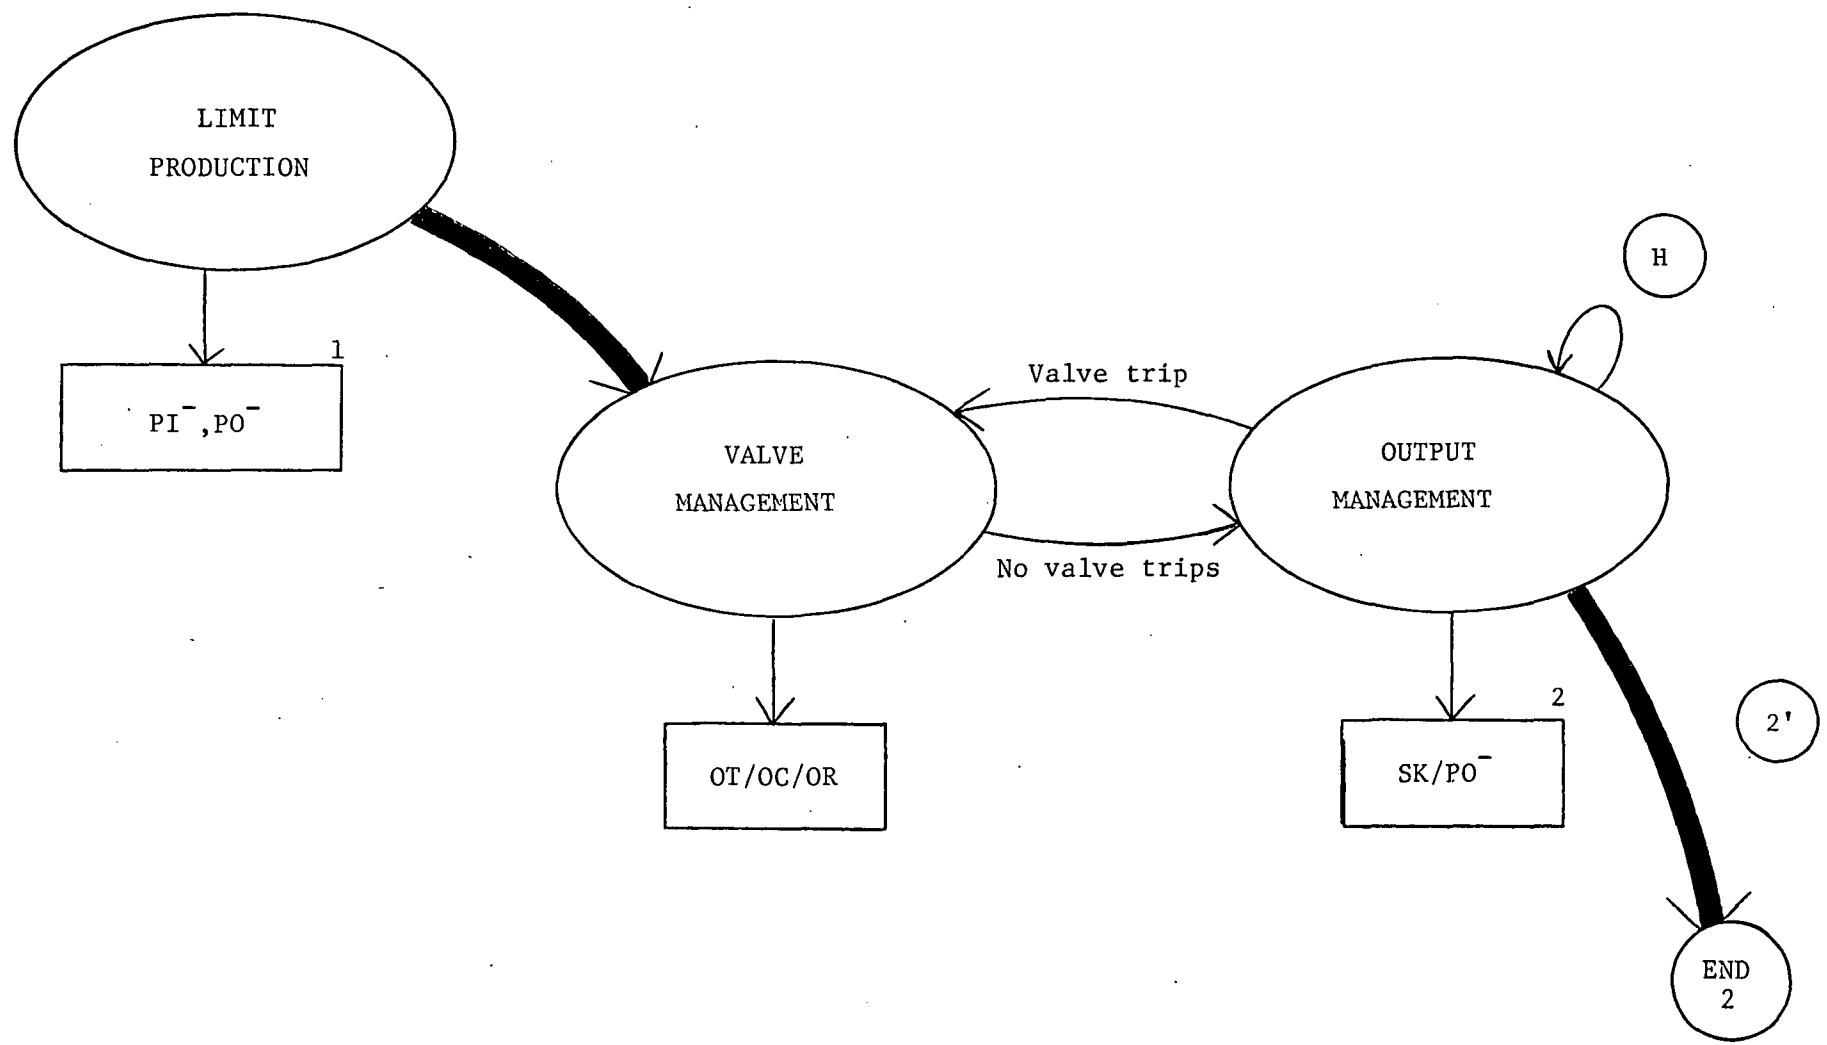 LIMIT
PRODUCTION
H
1
PI⁻,PO⁻
Valve trip
VALVE
MANAGEMENT
OUTPUT
MANAGEMENT
No valve trips
2
2'
OT/OC/OR
SK/PO⁻
END
2